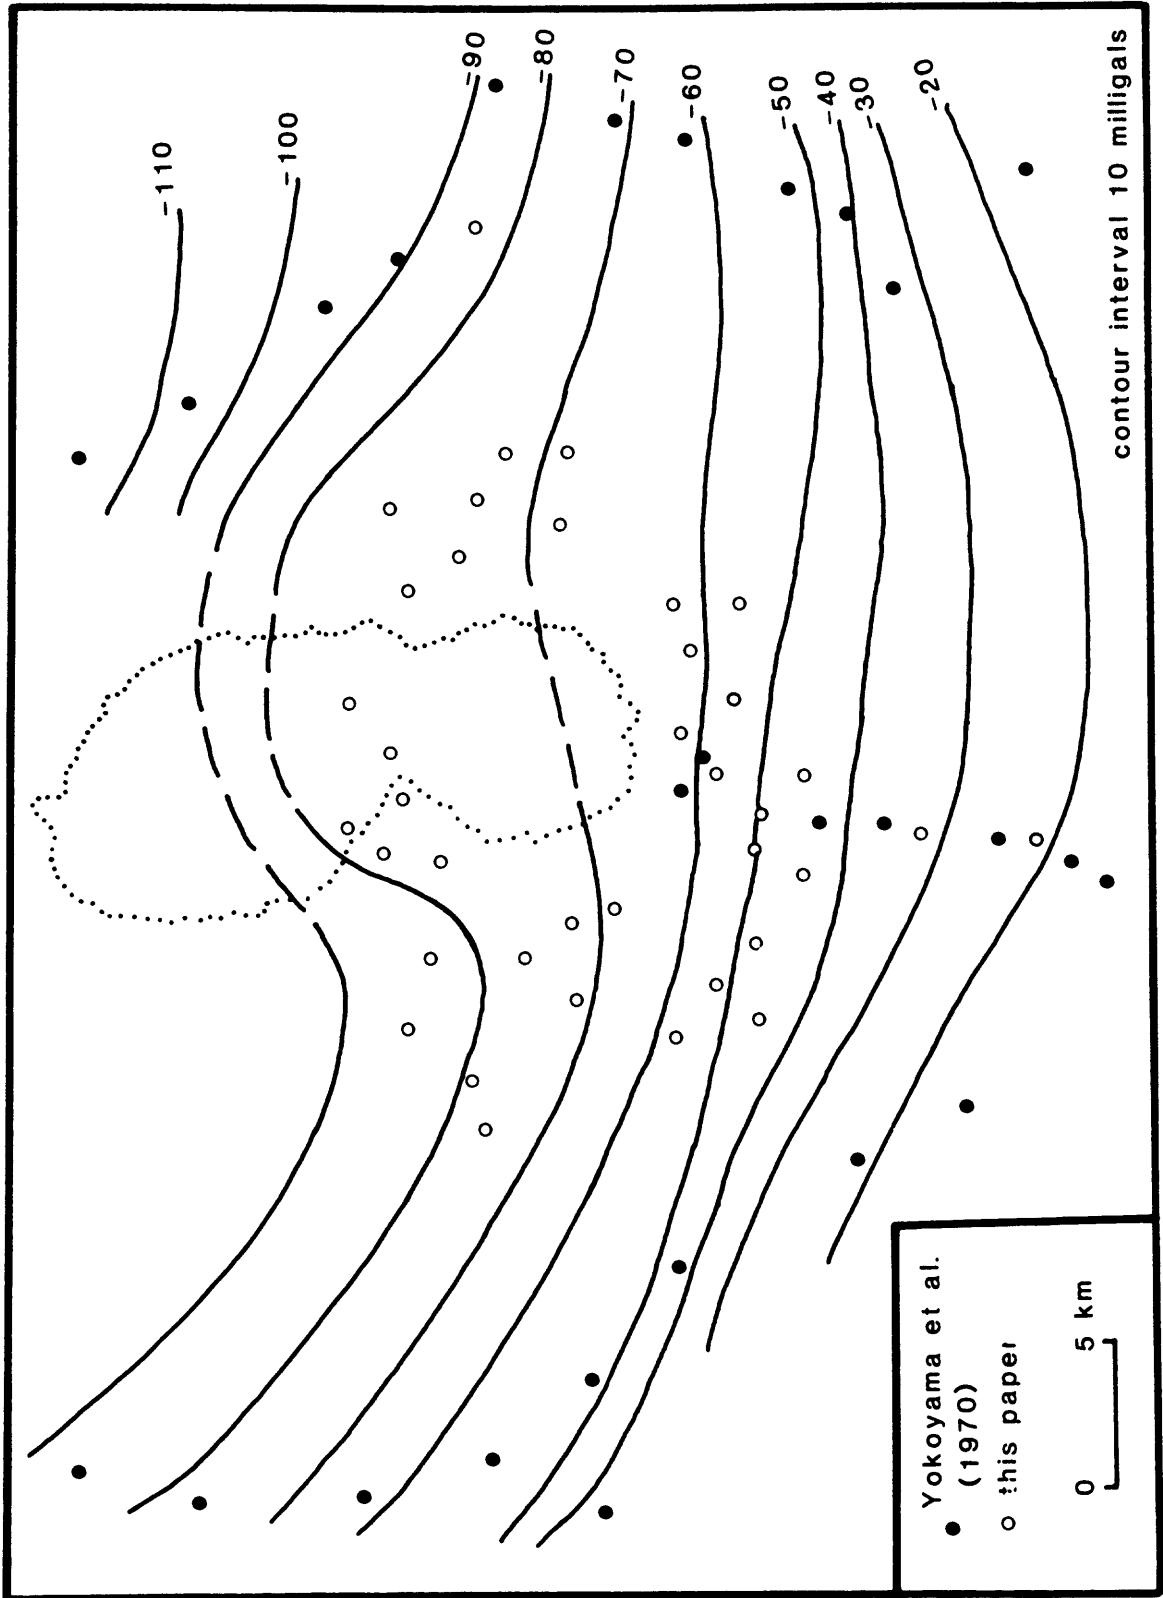 -110
-100
-90
-80
-70
-60
-50
-40
-30
-20
contour interval 10 milligals
● Yokoyama et al.
(1970)
○ this paper
0 5 km